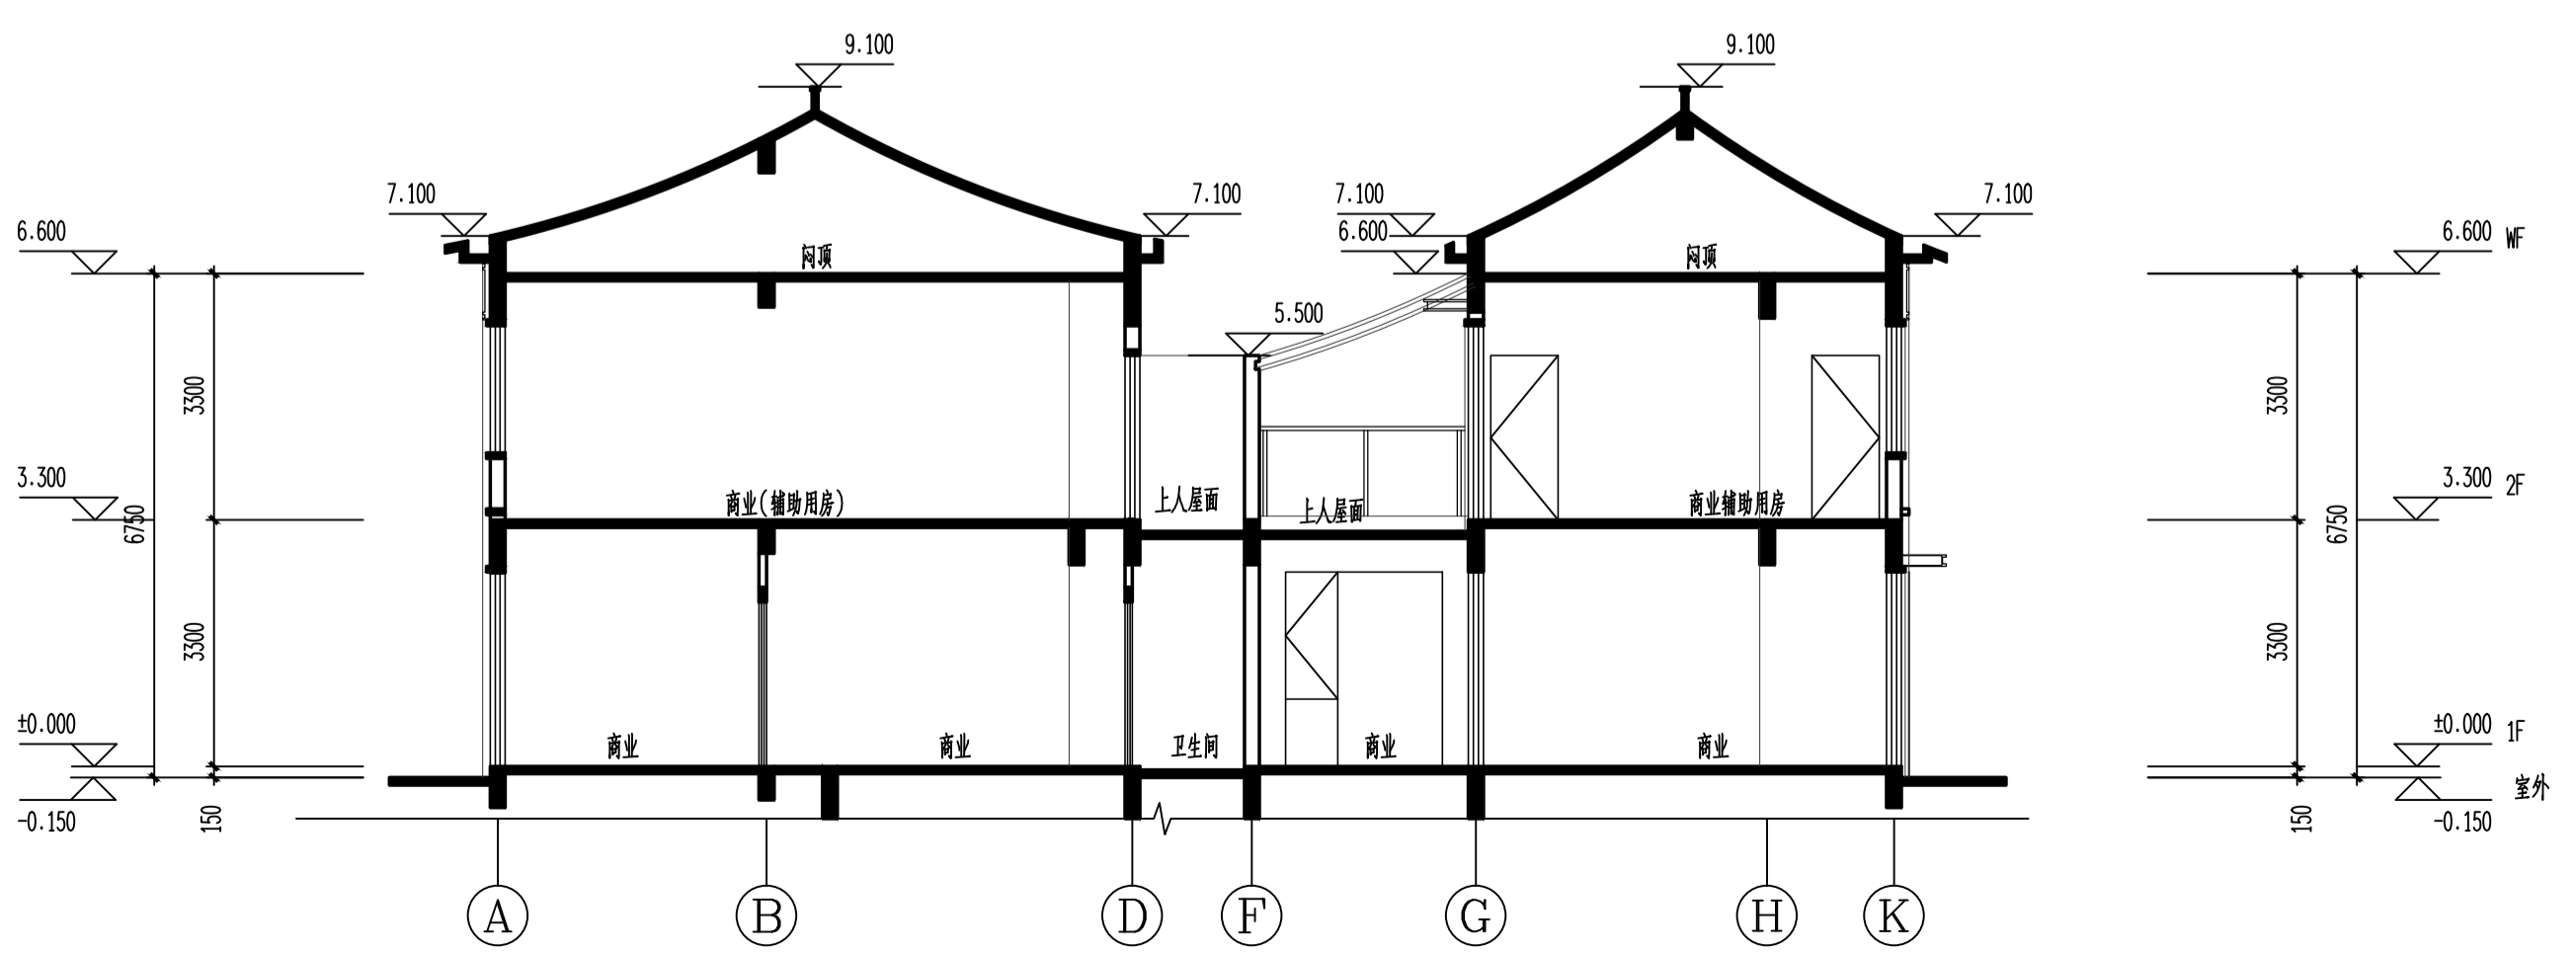 9.100
9.100
7.100
7.100
7.100
7.100
6.600
6.600
6.600 WF
闷顶
闷顶
5.500
3300
3300
3.300
3.300 2F
6750
6750
商业(辅助用房)
上人屋面
上人屋面
商业辅助用房
3300
3300
±0.000
±0.000 1F
商业
商业
卫生间
商业
商业
室外
-0.150
150
150
-0.150
A
B
D
F
G
H
K